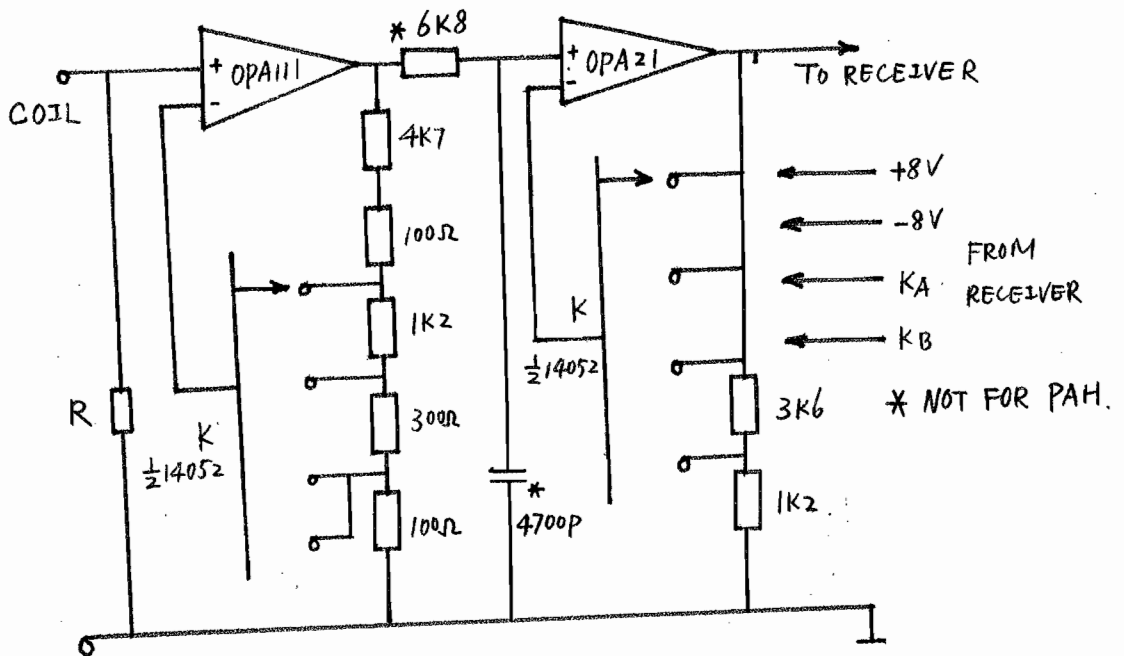 * 6K8
+
OPA111
-
+
OPA21
-
TO RECEIVER
COIL
4K7
100Ω
1K2
300Ω
100Ω
R
K
½14052
*
4700P
K
½14052
+8V
-8V
FROM
RECEIVER
KA
KB
3K6
* NOT FOR PAH.
1K2.